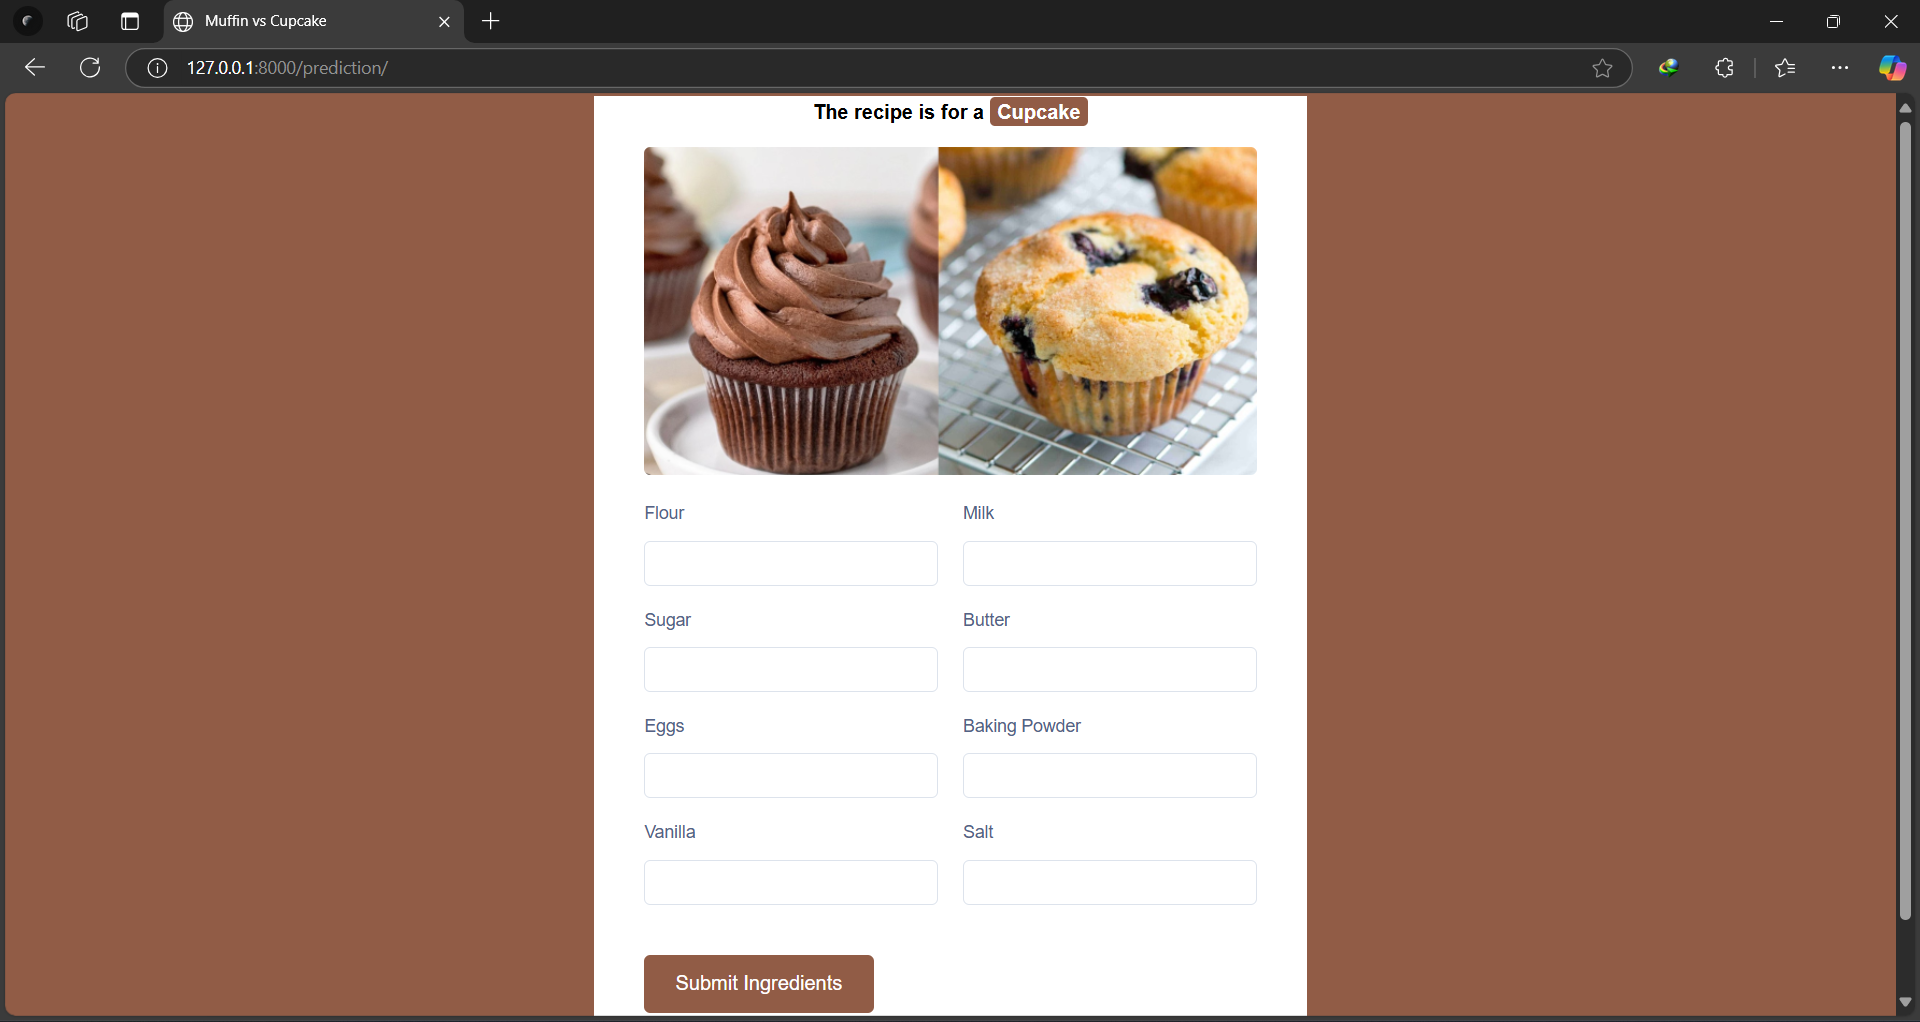 Muffin vs Cupcake
127.0.0.1:8000/prediction/
The recipe is for a Cupcake
Flour Milk
Sugar Butter
Eggs Baking Powder
Vanilla Salt
Submit Ingredients